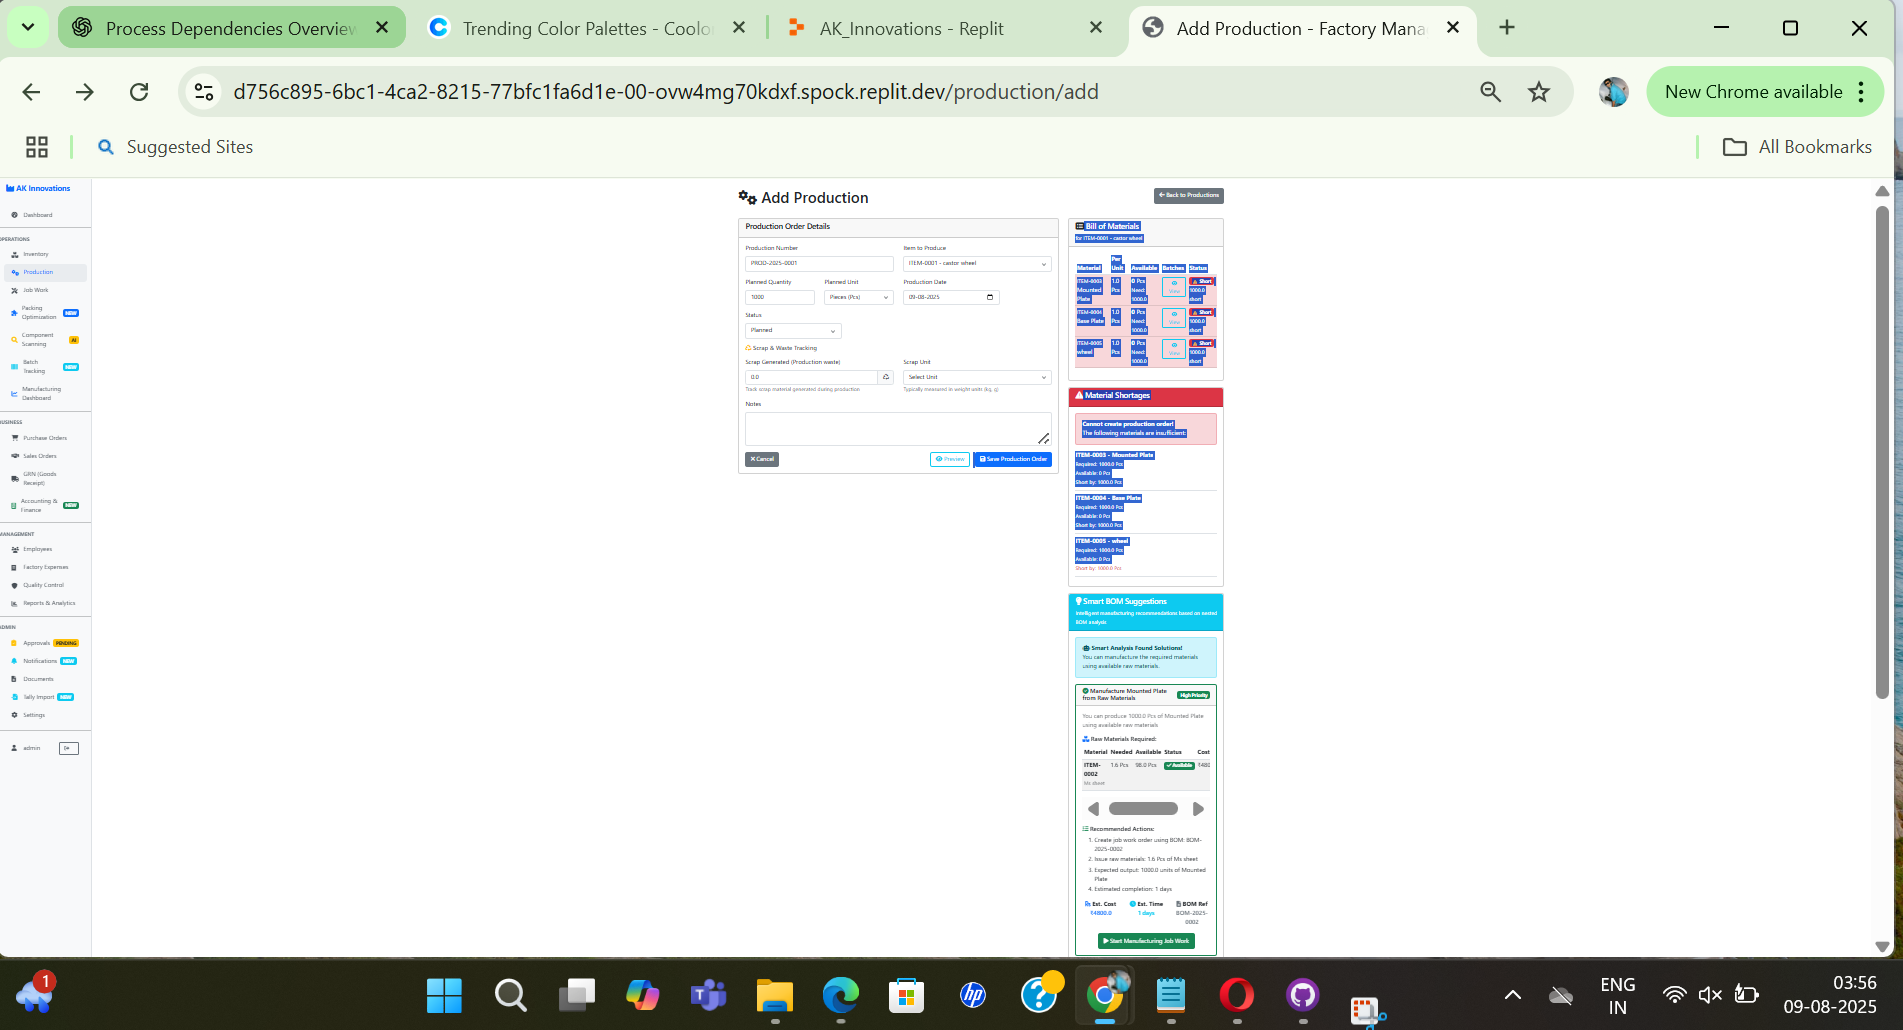 Process Dependencies Overview
Trending Color Palettes - Coolo
AK_Innovations - Replit
Add Production - Factory Mana
d756c895-6bc1-4ca2-8215-77bfc1fa6d1e-00-ovw4mg70kdxf.spock.replit.dev/production/add
New Chrome available
Suggested Sites
All Bookmarks
AK Innovations
Dashboard
OPERATIONS
Inventory
Production
Job Work
Packing Optimization NEW
Component Scanning AI
Batch Tracking NEW
Manufacturing Dashboard
BUSINESS
Purchase Orders
Sales Orders
GRN (Goods Receipt)
Accounting & Finance NEW
MANAGEMENT
Employees
Factory Expenses
Quality Control
Reports & Analytics
ADMIN
Approvals PENDING
Notifications NEW
Documents
Tally Import NEW
Settings
admin
Add Production
Back to Productions
Production Order Details
Production Number
Item to Produce
PROD-2025-0001
ITEM-0001 - castor wheel
Planned Quantity
Planned Unit
Production Date
1000
Pieces (Pcs)
09-08-2025
Status
Planned
Scrap & Waste Tracking
Scrap Generated (Production waste)
Scrap Unit
0.0
Select Unit
Track scrap material generated during production
Typically measured in weight units (kg, g)
Notes
Cancel
Preview
Save Production Order
Bill of Materials
for ITEM-0001 - castor wheel
Material Per Unit Available Batches Status
ITEM-0003 Mounted Plate 1.0 Pcs 0 Pcs Need: 1000.0 View Short 1000.0 short
ITEM-0004 Base Plate 1.0 Pcs 0 Pcs Need: 1000.0 View Short 1000.0 short
ITEM-0005 wheel 1.0 Pcs 0 Pcs Need: 1000.0 View Short 1000.0 short
Material Shortages
Cannot create production order!
The following materials are insufficient:
ITEM-0003 - Mounted Plate
Required: 1000.0 Pcs
Available: 0 Pcs
Short by: 1000.0 Pcs
ITEM-0004 - Base Plate
Required: 1000.0 Pcs
Available: 0 Pcs
Short by: 1000.0 Pcs
ITEM-0005 - wheel
Required: 1000.0 Pcs
Available: 0 Pcs
Short by: 1000.0 Pcs
Smart BOM Suggestions
Intelligent manufacturing recommendations based on nested
BOM analysis
Smart Analysis Found Solutions!
You can manufacture the required materials
using available raw materials.
Manufacture Mounted Plate
from Raw Materials
High Priority
You can produce 1000.0 Pcs of Mounted Plate
using available raw materials
Raw Materials Required:
Material Needed Available Status Cost
ITEM-0002 1.6 Pcs 98.0 Pcs Available ₹480
Ms sheet
Recommended Actions:
1. Create job work order using BOM: BOM-
2025-0002
2. Issue raw materials: 1.6 Pcs of Ms sheet
3. Expected output: 1000.0 units of Mounted
Plate
4. Estimated completion: 1 days
Est. Cost Est. Time BOM Ref
₹4800.0 1 days BOM-2025-0002
Start Manufacturing Job Work
1
hp
ENG
IN
03:56
09-08-2025